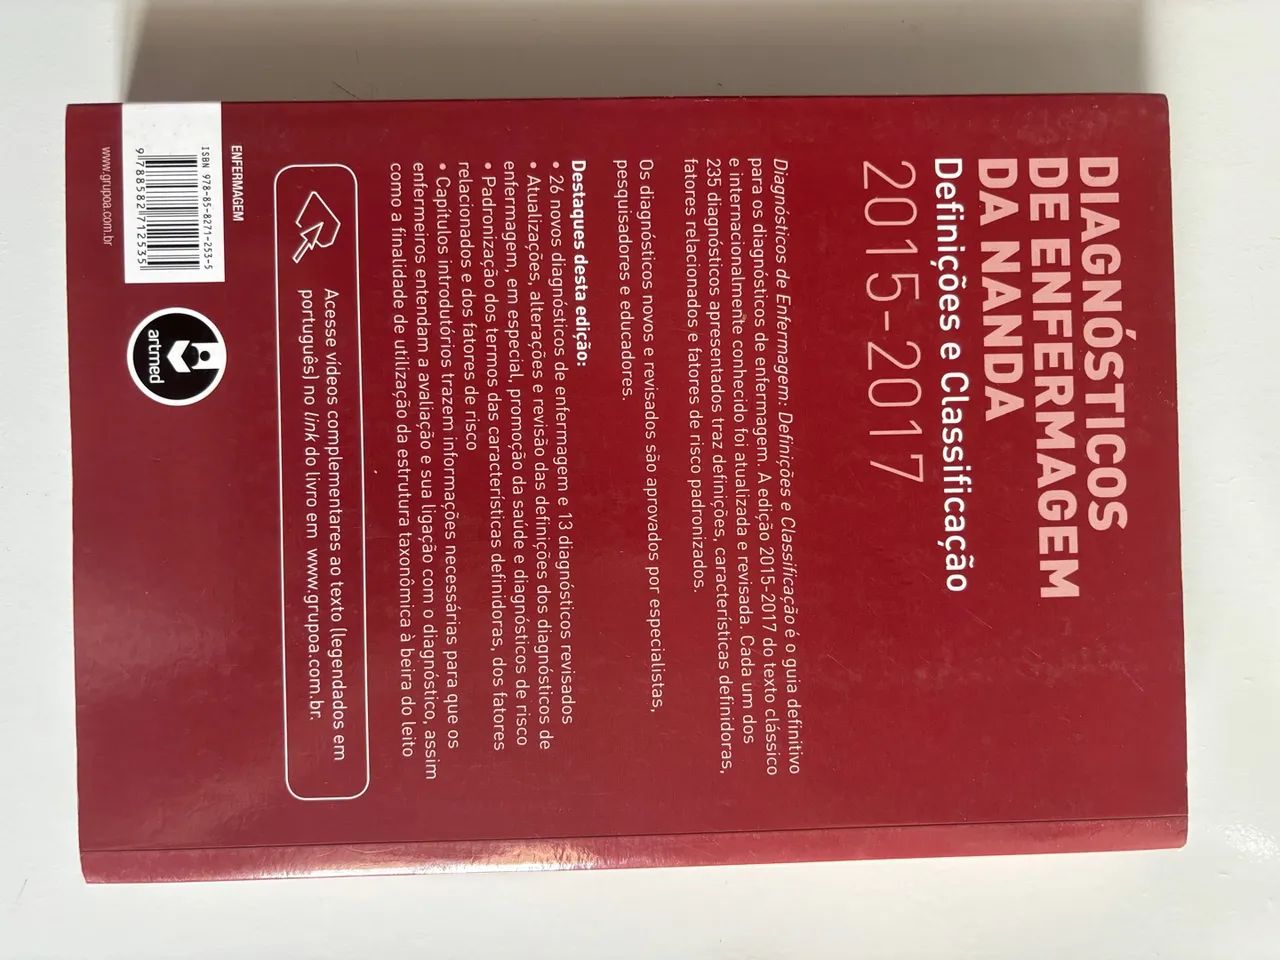 DIAGNÓSTICOS
DE ENFERMAGEM
DA NANDA
Definições e Classificação
2015-2017
Diagnósticos de Enfermagem: Definições e Classificação é o guia definitivo
para os diagnósticos de enfermagem. A edição 2015-2017 do texto clássico
e internacionalmente conhecido foi atualizada e revisada. Cada um dos
235 diagnósticos apresentados traz definições, características definidoras,
fatores relacionados e fatores de risco padronizados.
Os diagnósticos novos e revisados são aprovados por especialistas,
pesquisadores e educadores.
Destaques desta edição:
• 26 novos diagnósticos de enfermagem e 13 diagnósticos revisados
• Atualizações, alterações e revisão das definições dos diagnósticos de
enfermagem, em especial, promoção da saúde e diagnósticos de risco
• Padronização dos termos das características definidoras, dos fatores
relacionados e dos fatores de risco
• Capítulos introdutórios trazem informações necessárias para que os
enfermeiros entendam a avaliação e sua ligação com o diagnóstico, assim
como a finalidade de utilização da estrutura taxonômica à beira do leito
Acesse vídeos complementares ao texto (legendados em
português) no link do livro em www.grupoa.com.br.
ENFERMAGEM
ISBN 978-85-8271-253-5
9 788582 712535
www.grupoa.com.br
artmed